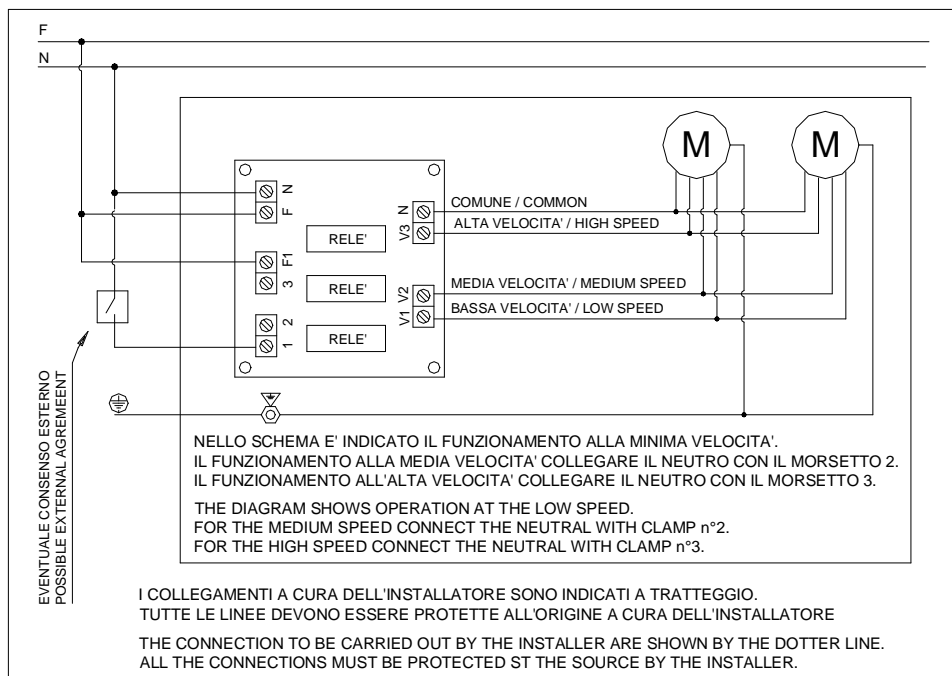 F
N
M
M
N
F
F1
3
2
1
RELE'
RELE'
RELE'
N
V3
V2
V1
COMUNE / COMMON
ALTA VELOCITA' / HIGH SPEED
MEDIA VELOCITA' / MEDIUM SPEED
BASSA VELOCITA' / LOW SPEED
EVENTUALE CONSENSO ESTERNO
POSSIBLE EXTERNAL AGREMEENT
NELLO SCHEMA E' INDICATO IL FUNZIONAMENTO ALLA MINIMA VELOCITA'.
IL FUNZIONAMENTO ALLA MEDIA VELOCITA' COLLEGARE IL NEUTRO CON IL MORSETTO 2.
IL FUNZIONAMENTO ALL'ALTA VELOCITA' COLLEGARE IL NEUTRO CON IL MORSETTO 3.
THE DIAGRAM SHOWS OPERATION AT THE LOW SPEED.
FOR THE MEDIUM SPEED CONNECT THE NEUTRAL WITH CLAMP n°2.
FOR THE HIGH SPEED CONNECT THE NEUTRAL WITH CLAMP n°3.
I COLLEGAMENTI A CURA DELL'INSTALLATORE SONO INDICATI A TRATTEGGIO.
TUTTE LE LINEE DEVONO ESSERE PROTETTE ALL'ORIGINE A CURA DELL'INSTALLATORE
THE CONNECTION TO BE CARRIED OUT BY THE INSTALLER ARE SHOWN BY THE DOTTER LINE.
ALL THE CONNECTIONS MUST BE PROTECTED ST THE SOURCE BY THE INSTALLER.